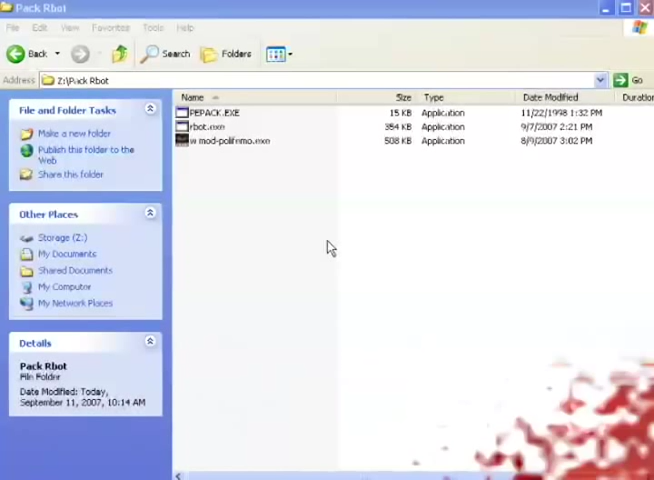 Pack Rbot
File Edit View Favorites Tools Help
Back Search Folders
Address Z:\Pack Rbot Go
Name Size Type Date Modified Duratio
PEPACK.EXE 15 KB Application 11/22/1998 1:32 PM
rbot.exe 354 KB Application 9/7/2007 2:21 PM
508 KB Application 8/9/2007 3:02 PM
File and Folder Tasks
Make a new folder
Publish this folder to the
Web
Share this folder
Other Places
Storage (Z:)
My Documents
Shared Documents
My Computer
My Network Places
Details
Pack Rbot
File Folder
Date Modified: Today,
September 11, 2007, 10:14 AM